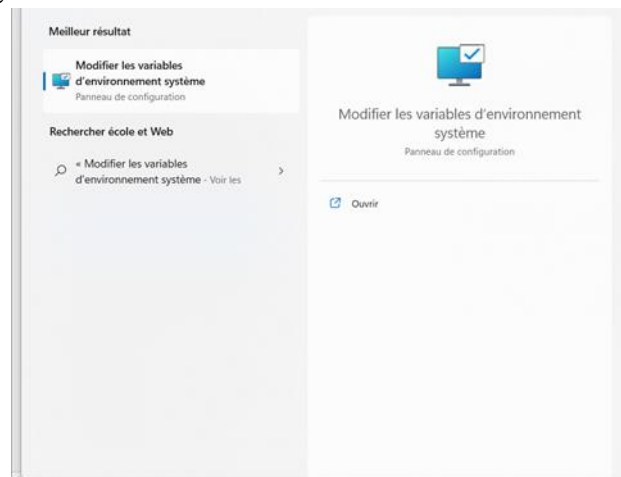 Meilleur résultat
Modifier les variables
d'environnement système
Panneau de configuration
Rechercher école et Web
« Modifier les variables
d'environnement système - Voir les
Modifier les variables d'environnement
système
Panneau de configuration
Ouvrir